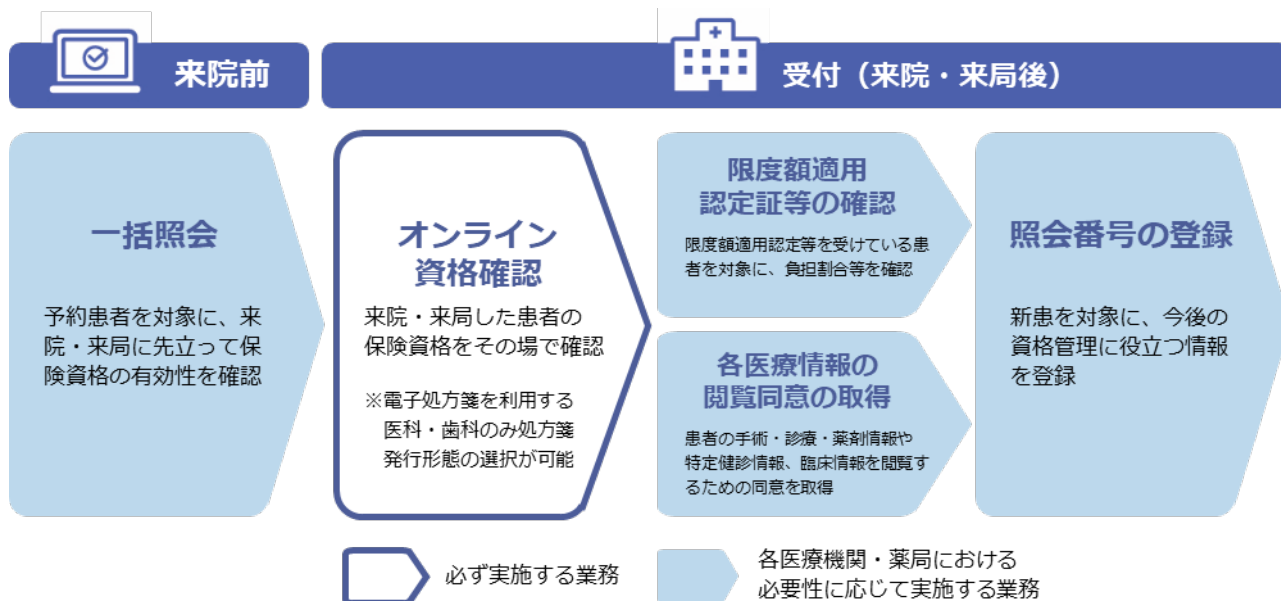 来院前
受付（来院・来局後）
一括照会
予約患者を対象に、来
院・来局に先立って保
険資格の有効性を確認
オンライン
資格確認
来院・来局した患者の
保険資格をその場で確認
※電子処方箋を利用する
医科・歯科のみ処方箋
発行形態の選択が可能
限度額適用
認定証等の確認
限度額適用認定等を受けている患
者を対象に、負担割合等を確認
各医療情報の
閲覧同意の取得
患者の手術・診療・薬剤情報や
特定健診情報、臨床情報を閲覧す
るための同意を取得
照会番号の登録
新患を対象に、今後の
資格管理に役立つ情報
を登録
必ず実施する業務
各医療機関・薬局における
必要性に応じて実施する業務